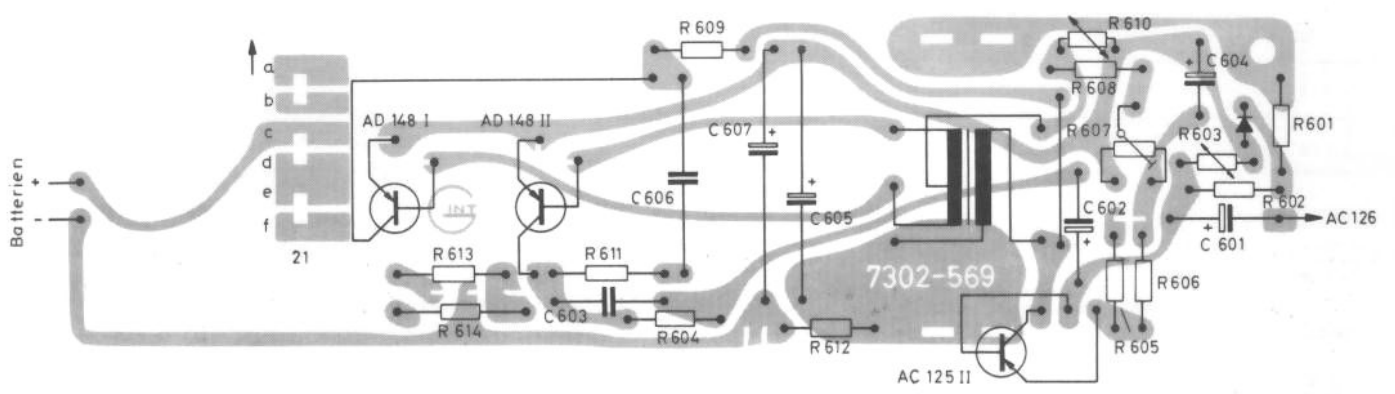 R 609
R 610
a
b
c
d
e
f
21
AD 148 I
AD 148 II
C 607
C 606
C 605
R 608
C 604
R 607
R 603
R 601
R 602
C 602
C 601
AC 126
Batterien
+
-
R 613
R 614
R 611
C 603
R 604
R 612
7302-569
R 606
R 605
AC 125 II
+
+
+
+
+